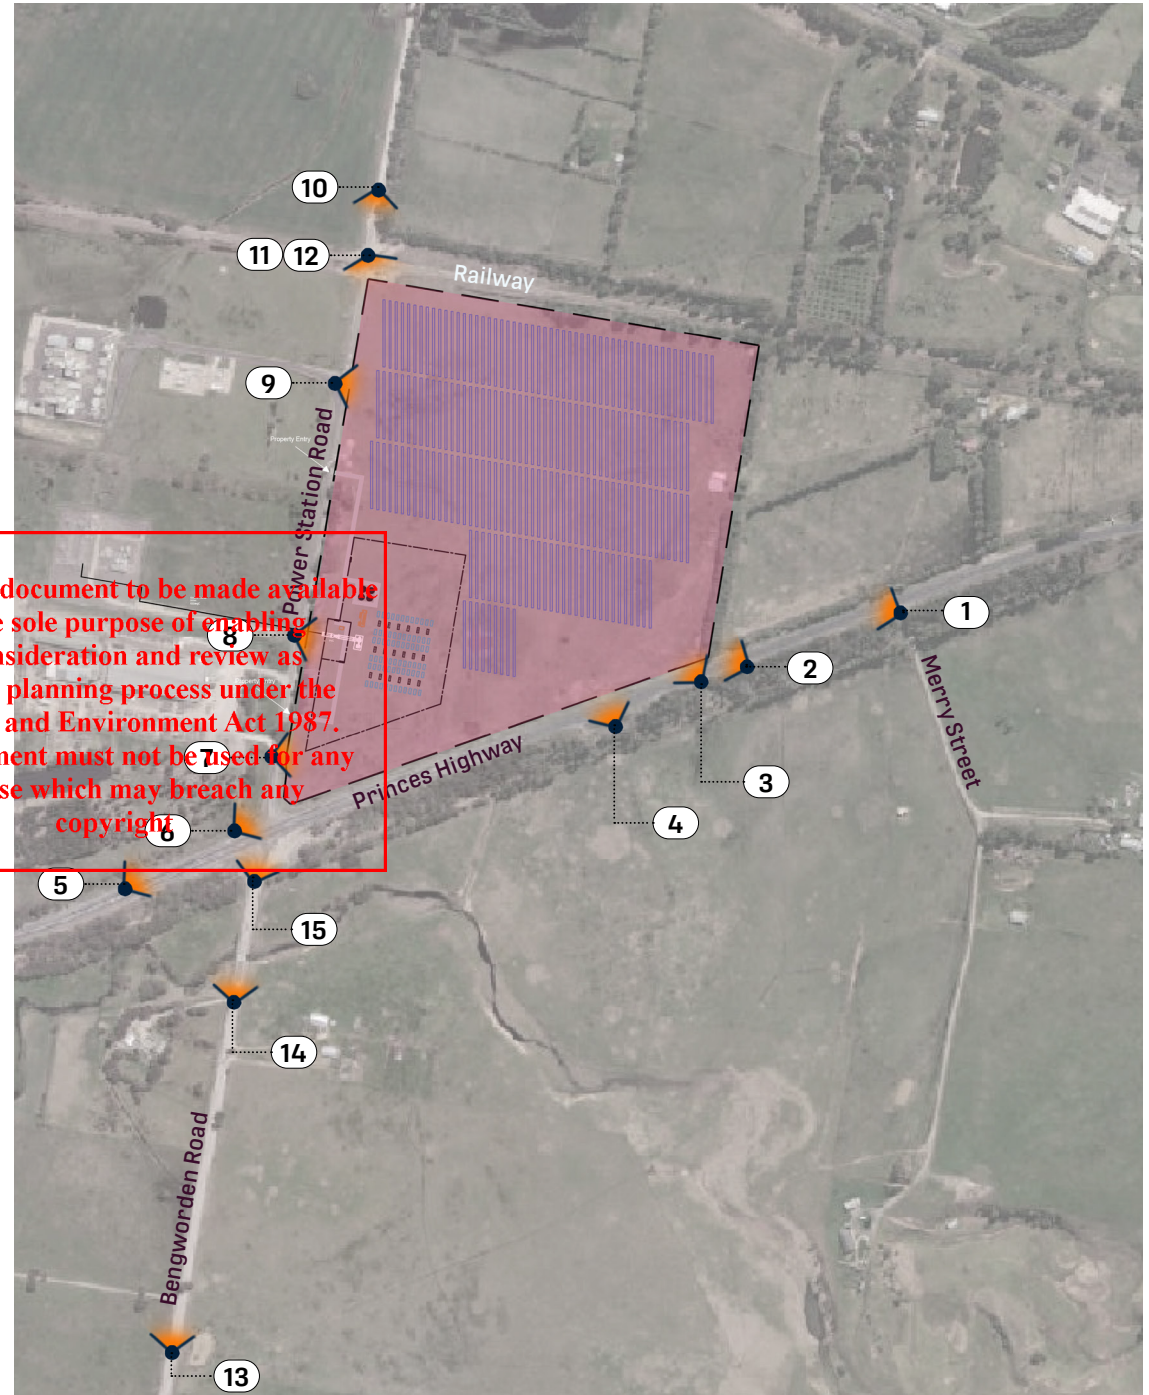 10
11 12
Railway
9
Property Entry
Power Station Road
document to be made available
sole purpose of enabling
8
sideration and review as
planning process under the
and Environment Act 1987.
ment must not be used for any
7
se which may breach any
copyright
6
1
2
Merry Street
3
Princes Highway
4
5
15
14
Bengworden Road
13